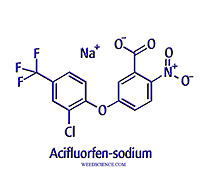 F
F
F
Na+
O-
O
O
N+
O-
O
Cl
Acifluorfen-sodium
WEEDSCIENCE.COM